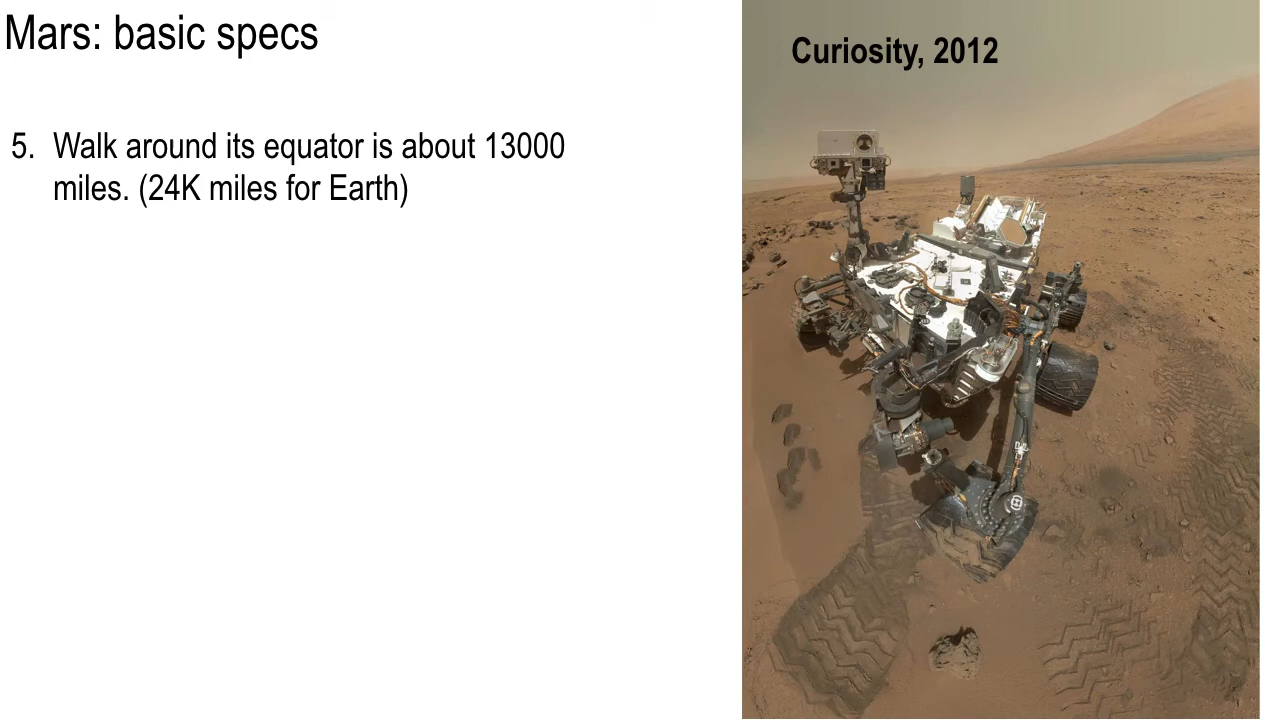 Mars: basic specs
Curiosity, 2012
5. Walk around its equator is about 13000
miles. (24K miles for Earth)